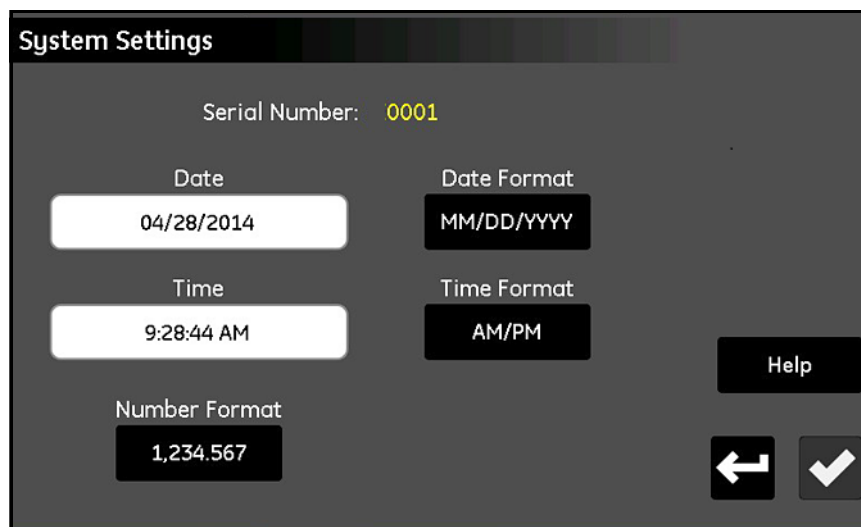 System Settings
Serial Number: 0001
Date Date Format
04/28/2014 MM/DD/YYYY
Time Time Format
9:28:44 AM AM/PM
Help
Number Format
1,234.567